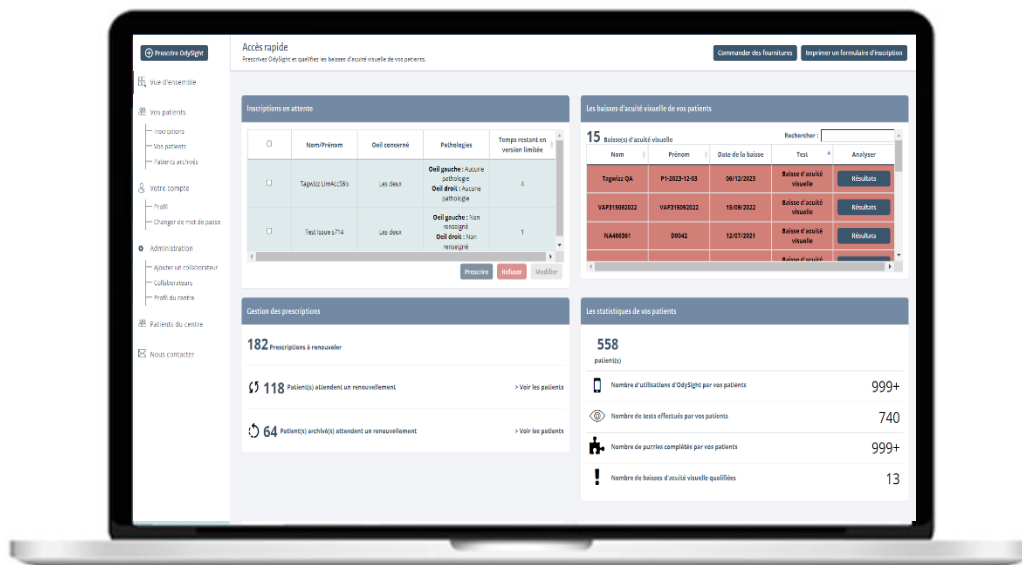 Prescrire OdySight
Vue d'ensemble
Vos patients
Inscriptions
Vos patients
Patients archivés
Votre compte
Profil
Changer de mot de passe
Administration
Ajouter un collaborateur
Collaborateurs
Profil du centre
Patients du centre
Nous contacter
Accès rapide
Prescrivez OdySight et qualifiez les baisses d'acuité visuelle de vos patients.
Commander des fournitures
Imprimer un formulaire d'inscription
Inscriptions en attente
Nom/Prénom
Oeil concerné
Pathologies
Temps restant en
version limitée
Tagwizz LimAcc56b
Les deux
Oeil gauche : Aucune
pathologie
Oeil droit : Aucune
pathologie
4
Test Issue s714
Les deux
Oeil gauche : Non
renseigné
Oeil droit : Non
renseigné
1
Prescrire
Refuser
Modifier
Les baisses d'acuité visuelle de vos patients
15 Baisse(s) d'acuité visuelle
Rechercher :
Nom
Prénom
Date de la baisse
Test
Analyser
Tagwizz QA
P1-2023-12-03
06/12/2023
Baisse d'acuité
visuelle
Résultats
VAP315092022
VAP315092022
15/09/2022
Baisse d'acuité
visuelle
Résultats
NA486361
D0042
12/07/2021
Baisse d'acuité
visuelle
Résultats
Baisse d'acuité
Gestion des prescriptions
182 Prescriptions à renouveler
118 Patient(s) attendent un renouvellement
> Voir les patients
64 Patient(s) archivé(s) attendent un renouvellement
> Voir les patients
Les statistiques de vos patients
558
patient(s)
Nombre d'utilisations d'OdySight par vos patients
999+
Nombre de tests effectués par vos patients
740
Nombre de puzzles complétés par vos patients
999+
Nombre de baisses d'acuité visuelle qualifiées
13